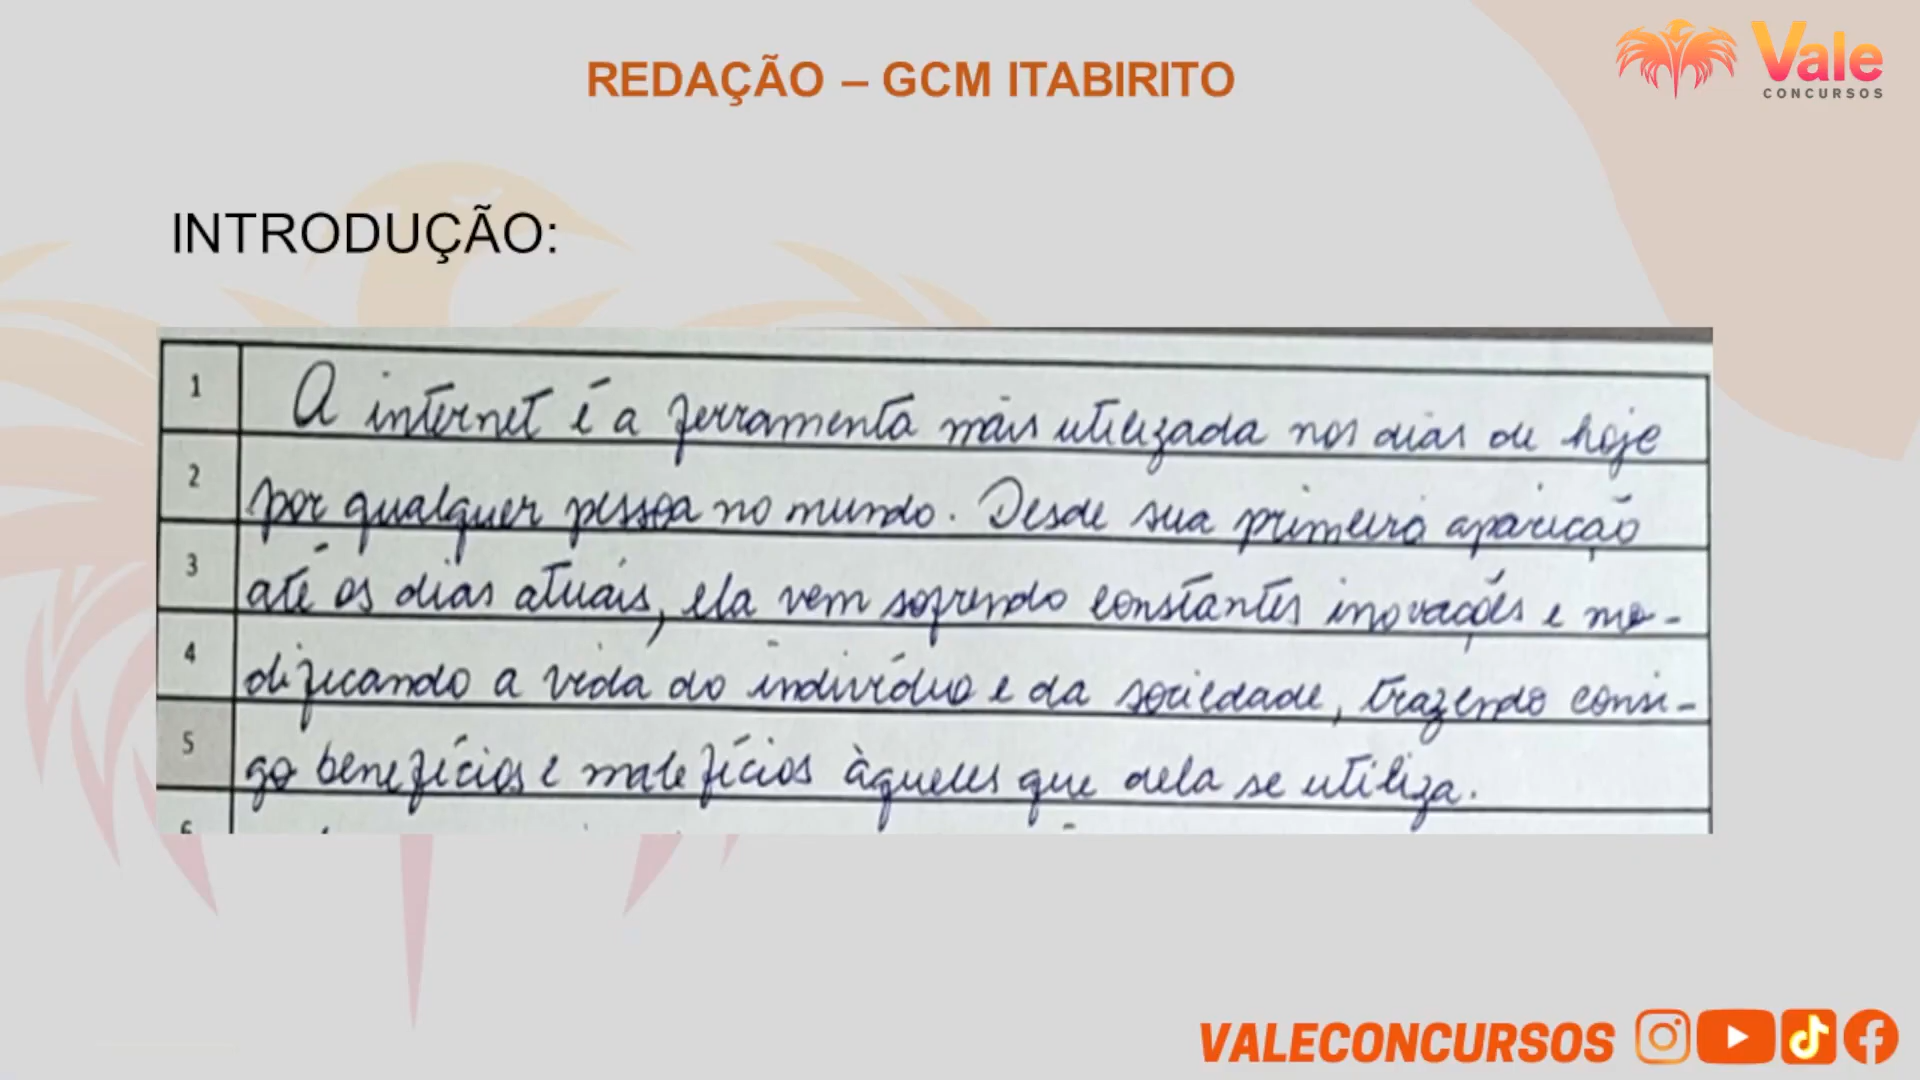 REDAÇÃO – GCM ITABIRITO
Vale
CONCURSOS
INTRODUÇÃO:
1 A internet é a ferramenta mais utilizada nos dias de hoje
2 por qualquer pessoa no mundo. Desde sua primeira aparição
3 até os dias atuais, ela vem sofrendo constantes inovações e mo-
4 dificando a vida do indivíduo e da sociedade, trazendo consi-
5 go benefícios e malefícios àqueles que dela se utiliza.
6
VALECONCURSOS